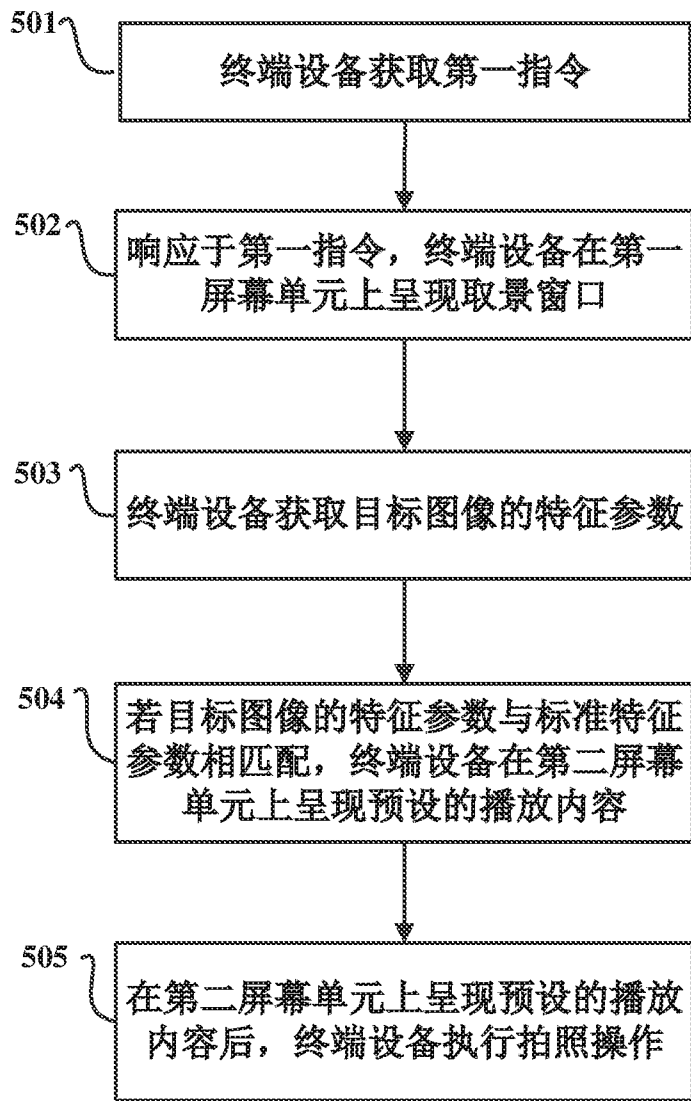 501
终端设备获取第一指令
502
响应于第一指令，终端设备在第一
屏幕单元上呈现取景窗口
503
终端设备获取目标图像的特征参数
504
若目标图像的特征参数与标准特征
参数相匹配，终端设备在第二屏幕
单元上呈现预设的播放内容
505
在第二屏幕单元上呈现预设的播放
内容后，终端设备执行拍照操作